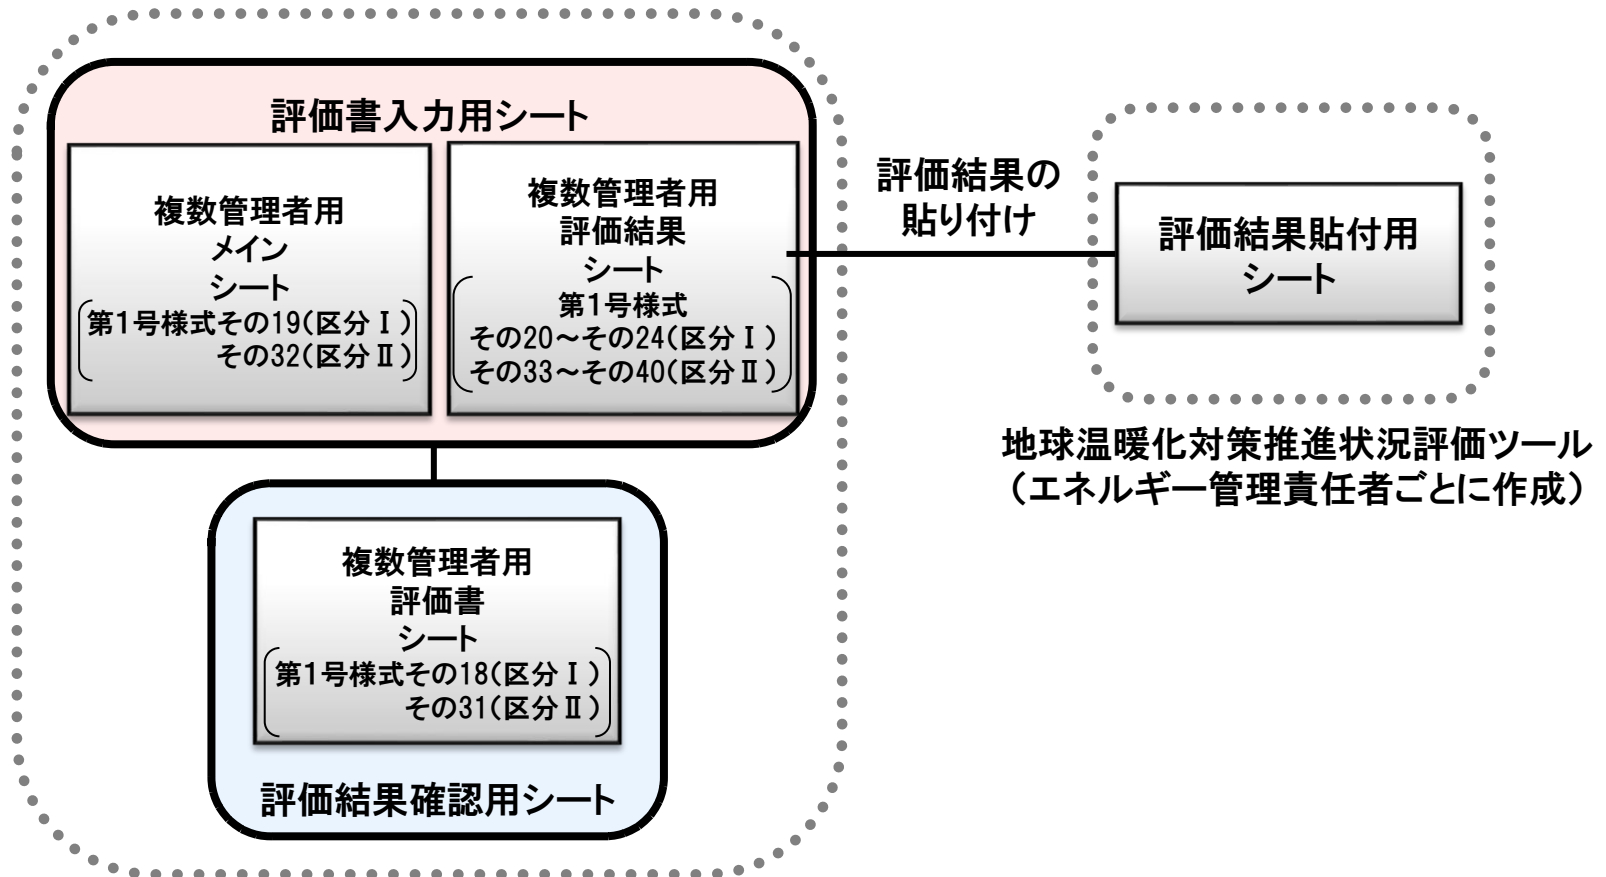 評価書入力用シート
複数管理者用
メイン
シート
第1号様式その19(区分Ⅰ)
その32(区分Ⅱ)
複数管理者用
評価結果
シート
第1号様式
その20～その24(区分Ⅰ)
その33～その40(区分Ⅱ)
評価結果の
貼り付け
評価結果貼付用
シート
地球温暖化対策推進状況評価ツール
（エネルギー管理責任者ごとに作成）
複数管理者用
評価書
シート
第1号様式その18(区分Ⅰ)
その31(区分Ⅱ)
評価結果確認用シート